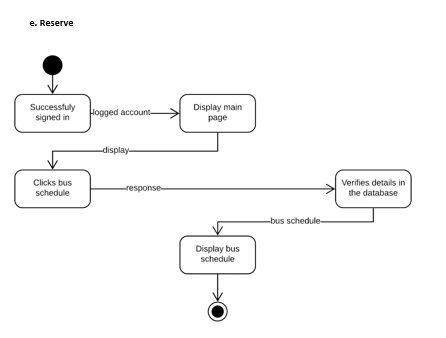 e. Reserve
Successfuly
signed in
logged account
Display main
page
display
Clicks bus
schedule
response
Verifies details in
the database
bus schedule
Display bus
schedule